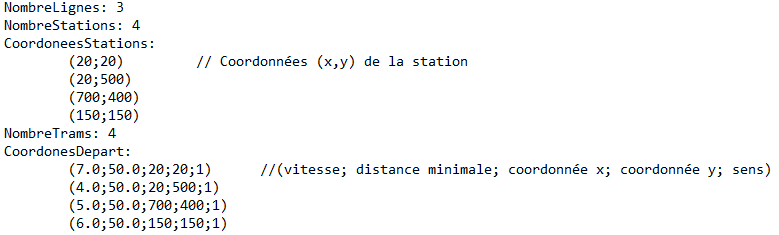 NombreLignes: 3
NombreStations: 4
CoordoneesStations:
(20;20) // Coordonnées (x,y) de la station
(20;500)
(700;400)
(150;150)
NombreTrams: 4
CoordonesDepart:
(7.0;50.0;20;20;1) //(vitesse; distance minimale; coordonnée x; coordonnée y; sens)
(4.0;50.0;20;500;1)
(5.0;50.0;700;400;1)
(6.0;50.0;150;150;1)